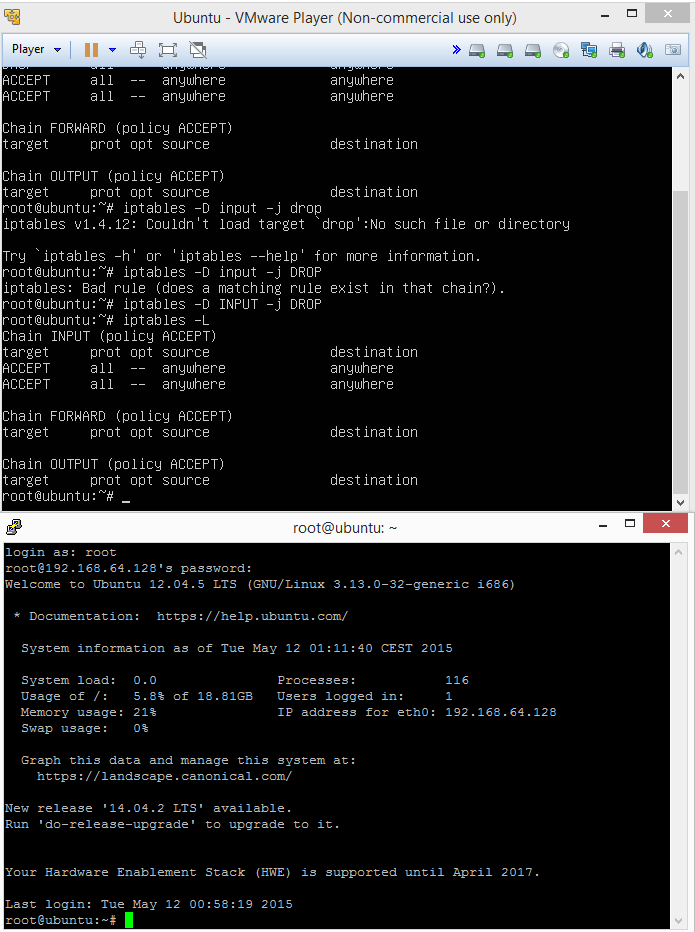 Ubuntu - VMware Player (Non-commercial use only)
Player
ACCEPT     all  --  anywhere             anywhere
ACCEPT     all  --  anywhere             anywhere
Chain FORWARD (policy ACCEPT)
target     prot opt source               destination
Chain OUTPUT (policy ACCEPT)
target     prot opt source               destination
root@ubuntu:~# iptables -D input -j drop
iptables v1.4.12: Couldn't load target `drop':No such file or directory
Try `iptables -h' or 'iptables --help' for more information.
root@ubuntu:~# iptables -D input -j DROP
iptables: Bad rule (does a matching rule exist in that chain?).
root@ubuntu:~# iptables -D INPUT -j DROP
root@ubuntu:~# iptables -L
Chain INPUT (policy ACCEPT)
target     prot opt source               destination
ACCEPT     all  --  anywhere             anywhere
ACCEPT     all  --  anywhere             anywhere
Chain FORWARD (policy ACCEPT)
target     prot opt source               destination
Chain OUTPUT (policy ACCEPT)
target     prot opt source               destination
root@ubuntu:~# _
root@ubuntu: ~
login as: root
root@192.168.64.128's password:
Welcome to Ubuntu 12.04.5 LTS (GNU/Linux 3.13.0-32-generic i686)
* Documentation:  https://help.ubuntu.com/
System information as of Tue May 12 01:11:40 CEST 2015
System load:  0.0               Processes:           116
Usage of /:   5.8% of 18.81GB   Users logged in:     1
Memory usage: 21%               IP address for eth0: 192.168.64.128
Swap usage:   0%
Graph this data and manage this system at:
https://landscape.canonical.com/
New release '14.04.2 LTS' available.
Run 'do-release-upgrade' to upgrade to it.
Your Hardware Enablement Stack (HWE) is supported until April 2017.
Last login: Tue May 12 00:58:19 2015
root@ubuntu:~#